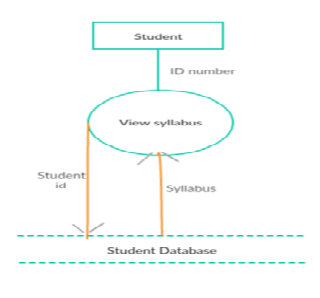 Student
ID number
View syllabus
Student
id
Syllabus
Student Database